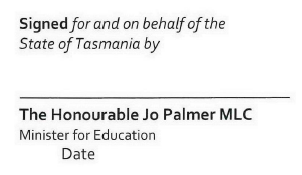 Signed for and on behalf of the
State of Tasmania by
The Honourable Jo Palmer MLC
Minister for Education
Date